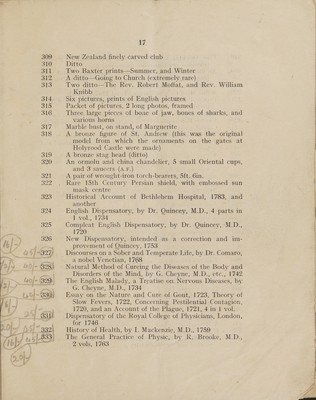 17
309 New Zealand finely carved club
310 Ditto
311 Two Baxter prints—Summer, and Winter
312 A ditto—Going to Church (extremely rare)
313 Two ditto—The Rev. Robert Moffat, and Rev. William
Knibb
314 Six pictures, prints of English pictures
315 Packet of pictures, 2 long photos, framed
316 Three large pieces of bone of jaw, bones of sharks, and
various horns
317 Marble bust, on stand, of Marguerite
318 A bronze figure of St. Andrew (this was the original
model from which the ornaments on the gates at
Holyrood Castle were made)
319 A bronze stag head (ditto)
320 An ormolu and china chandelier, 5 small Oriental cups,
and 3 saucers (A.F.)
321 A pair of wrought-iron torch-bearers, 5ft. 6in.
322 Rare 15th Century Persian shield, with embossed sun
mask centre
323 Historical Account of Bethlehem Hospital, 1783, and
another
324 English Dispensatory, by Dr. Quincey, M.D., 4 parts in
1 vol., 1734
325 Compleat English Dispensatory, by Dr. Quincey, M.D.,
1720
326 New Dispensatory, intended as a correction and im-
provement of Quincey, 1783
327 Discourses on a Sober and Temperate Life, by Dr. Cornaro,
a nobel Venetian, 1768
328 Natural Method of Cureing the Diseases of the Body and
Disorders of the Mind, by G. Cheyne, M.D., etc., 1742
329 The English Malady, a Treatise on Nervous Diseases, by
G. Cheyne, M.D., 1734
330 Essay on the Nature and Cure of Gout, 1723, Theory of
Slow Fevers, 1722, Concerning Pestilential Contagion,
1720, and an Account of the Plague, 1721, 4 in 1 vol.
331 Dispensatory of the Royal College of Physicians, London,
for 1746
332 History of Health, by I. Mackenzie, M.D., 1759
333 The General Practice of Physic, by R. Brooke, M.D.,
2 vols, 1763